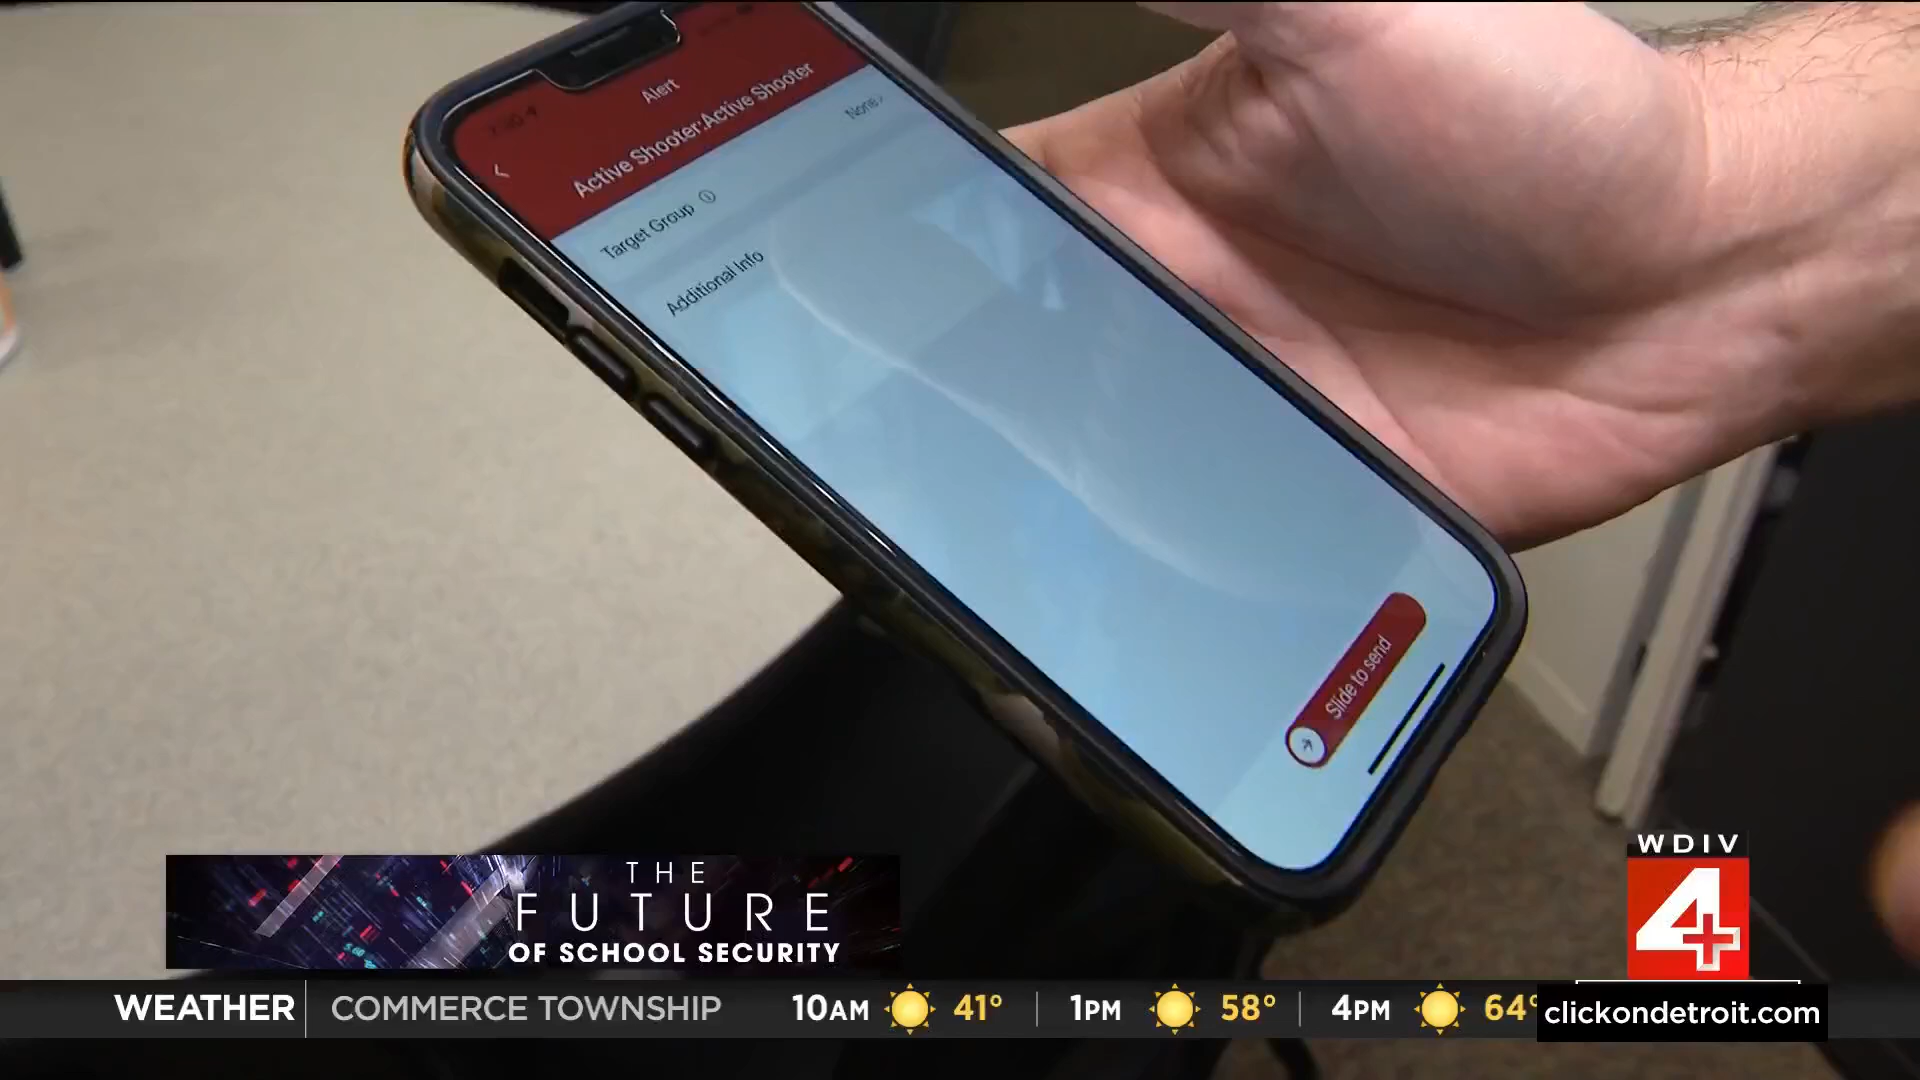 Alert
Active Shooter:Active Shooter
Target Group
None
Additional Info
Slide to send
THE
FUTURE
OF SCHOOL SECURITY
WDIV
4+
WEATHER COMMERCE TOWNSHIP 10AM 41° 1PM 58° 4PM 64°
clickondetroit.com